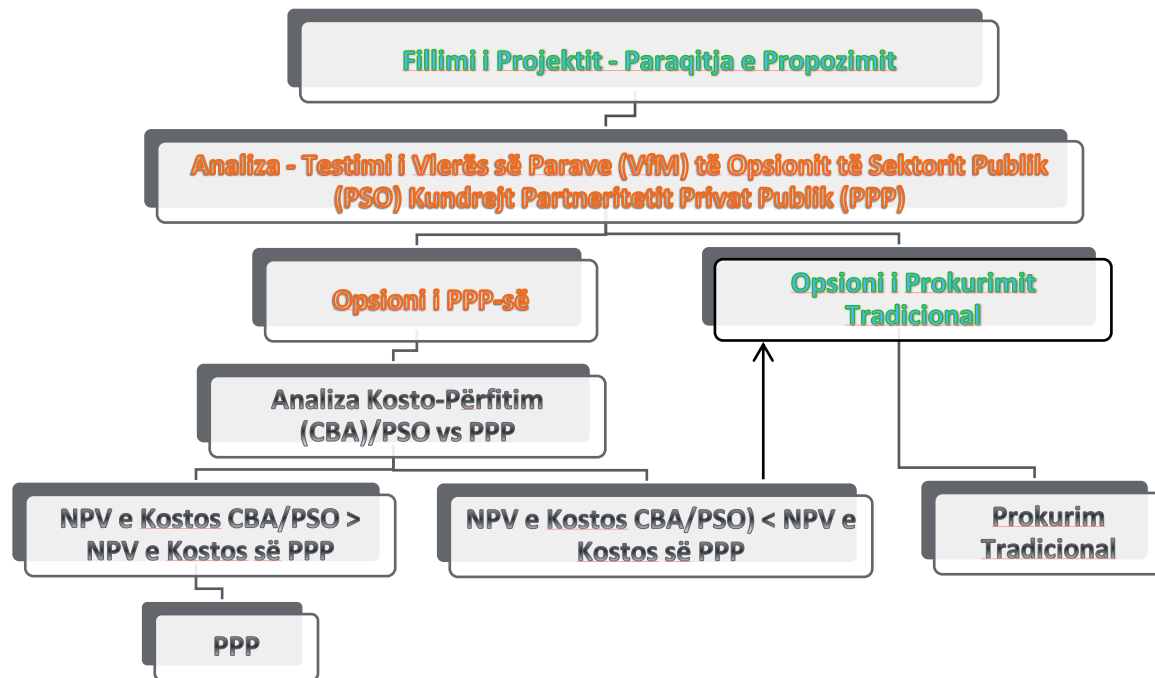 Fillimi i Projektit - Paraqitja e Propozimit
Analiza - Testimi i Vlerës së Parave (VfM) të Opsionit të Sektorit Publik
(PSO) Kundrejt Partneritetit Privat Publik (PPP)
Opsioni i PPP-së
Opsioni i Prokurimit
Tradicional
Analiza Kosto-Përfitim
(CBA)/PSO vs PPP
NPV e Kostos CBA/PSO >
NPV e Kostos së PPP
NPV e Kostos CBA/PSO) < NPV e
Kostos së PPP
Prokurim
Tradicional
PPP